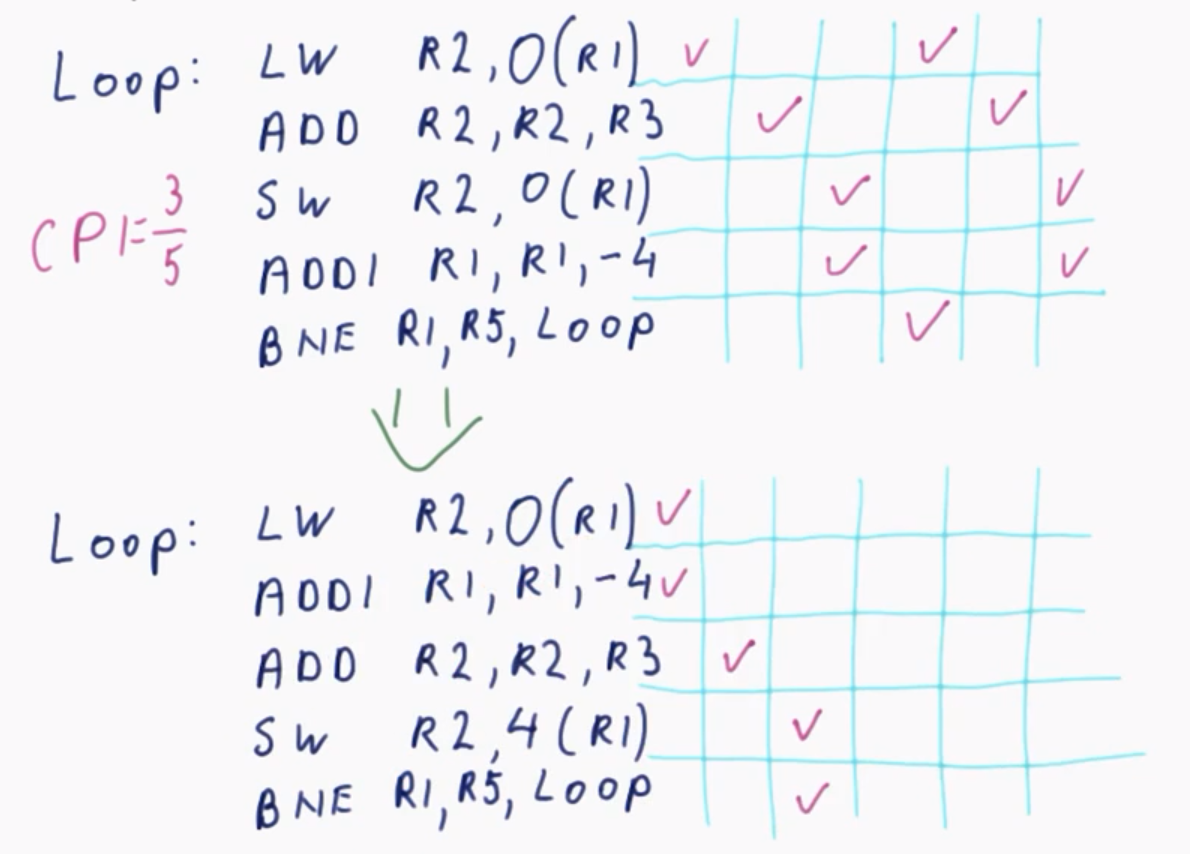 Loop: LW R2, 0(R1) ✓ ✓
ADD R2, R2, R3 ✓ ✓
SW R2, 0(R1) ✓ ✓
CPI=3/5
ADDI R1, R1, -4 ✓ ✓
BNE R1, R5, Loop ✓
Loop: LW R2, 0(R1) ✓
ADDI R1, R1, -4 ✓
ADD R2, R2, R3 ✓
SW R2, 4(R1) ✓
BNE R1, R5, Loop ✓